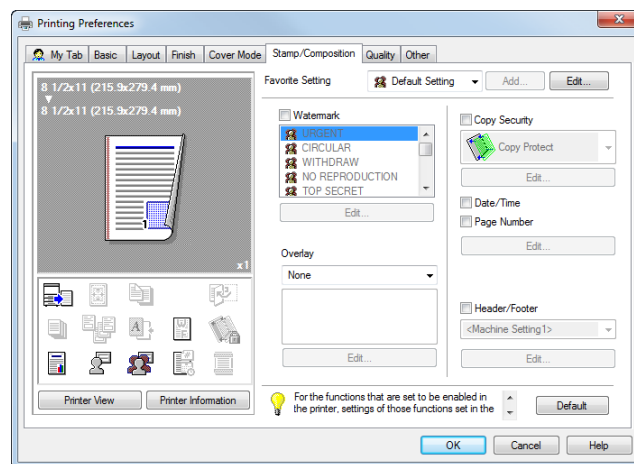 Printing Preferences
My Tab Basic Layout Finish Cover Mode Stamp/Composition Quality Other
8 1/2x11 (215.9x279.4 mm)
8 1/2x11 (215.9x279.4 mm)
1
x1
Printer View Printer Information
Favorite Setting Default Setting Add... Edit...
Watermark
URGENT
CIRCULAR
WITHDRAW
NO REPRODUCTION
TOP SECRET
Edit...
Overlay
None
Edit...
Copy Security
Copy Protect
Edit...
Date/Time
Page Number
Edit...
Header/Footer
<Machine Setting1>
Edit...
For the functions that are set to be enabled in
the printer, settings of those functions set in the
Default
OK Cancel Help